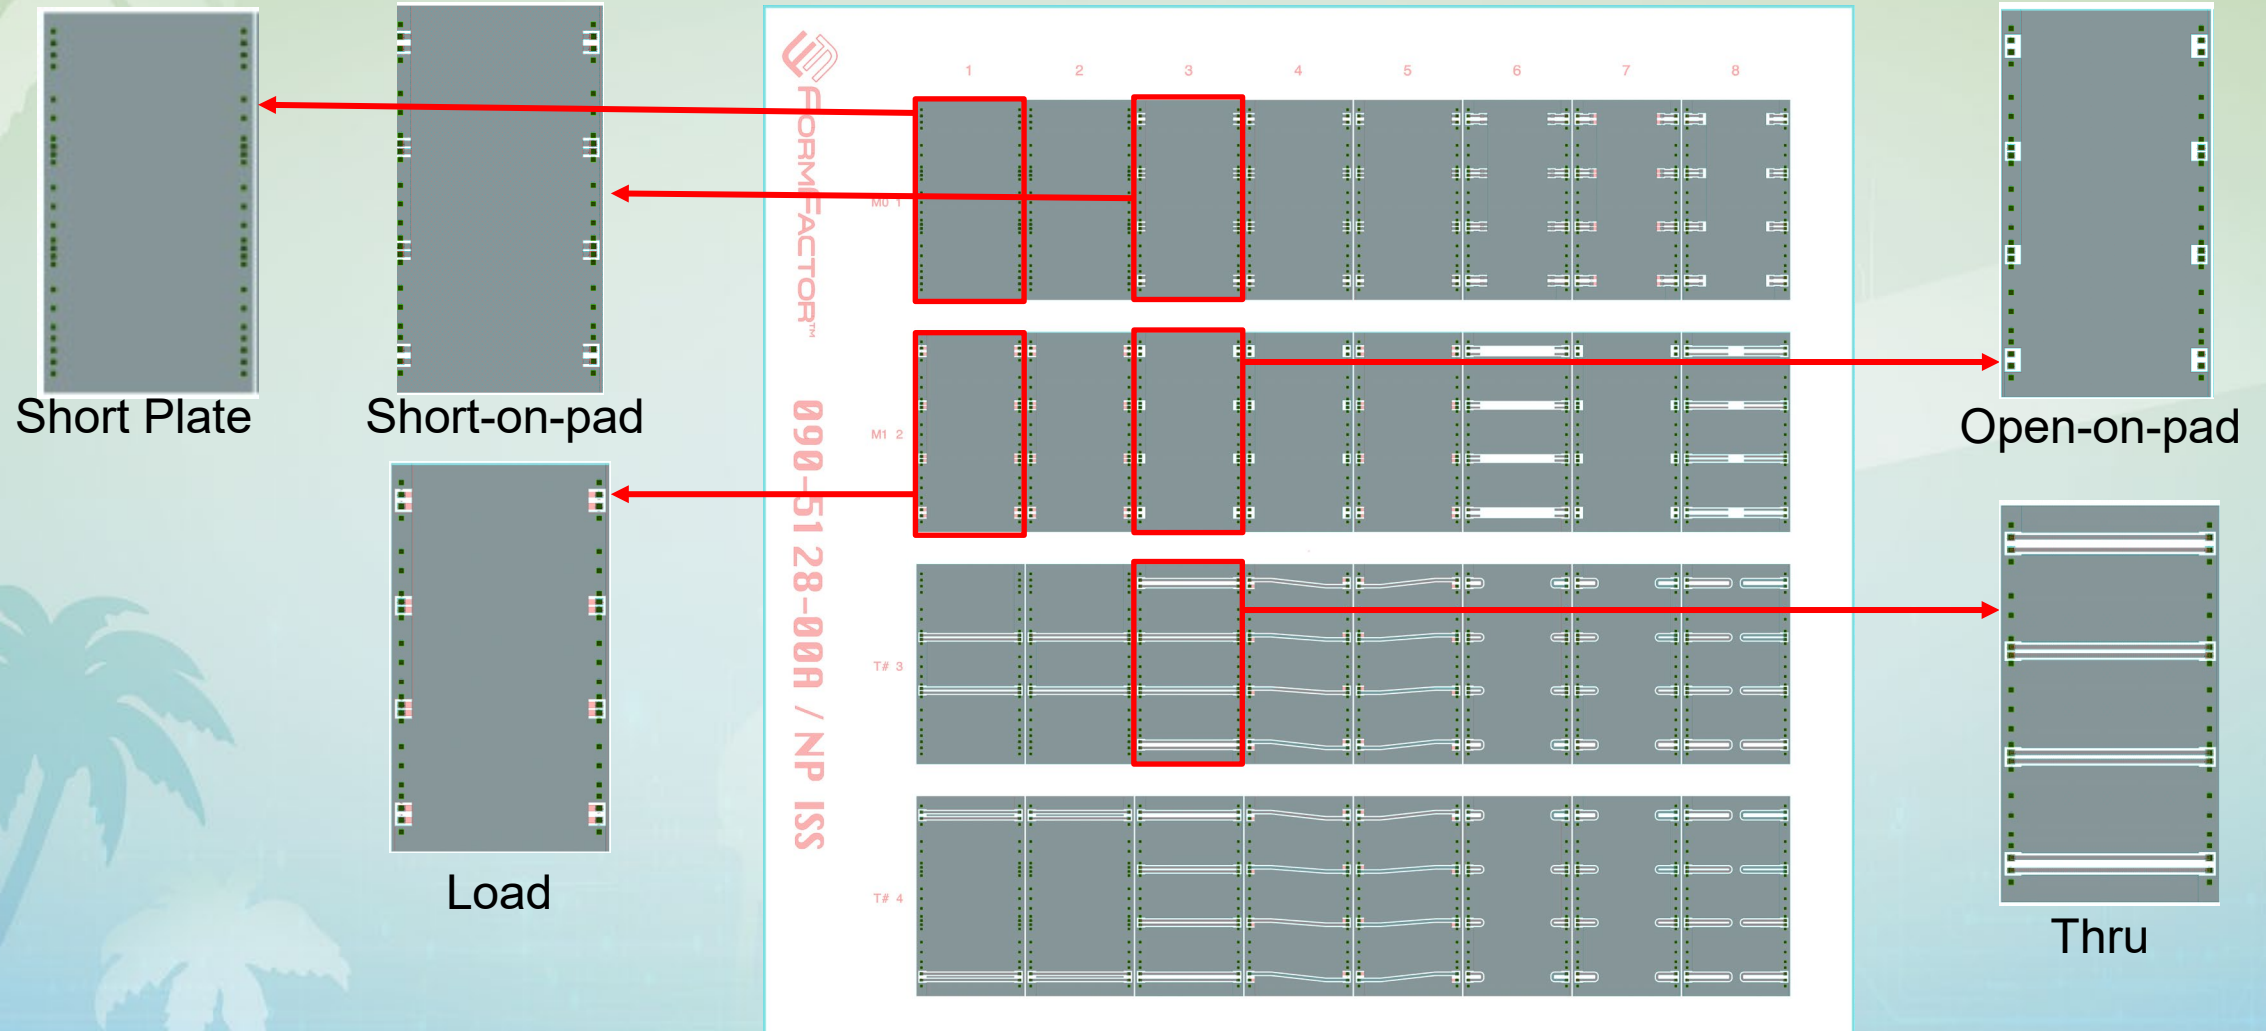 Short Plate
Short-on-pad
Load
FORMFACTOR™
090-5128-00A / NP ISS
1 2 3 4 5 6 7 8
M0 1
M1 2
T# 3
T# 4
Open-on-pad
Thru